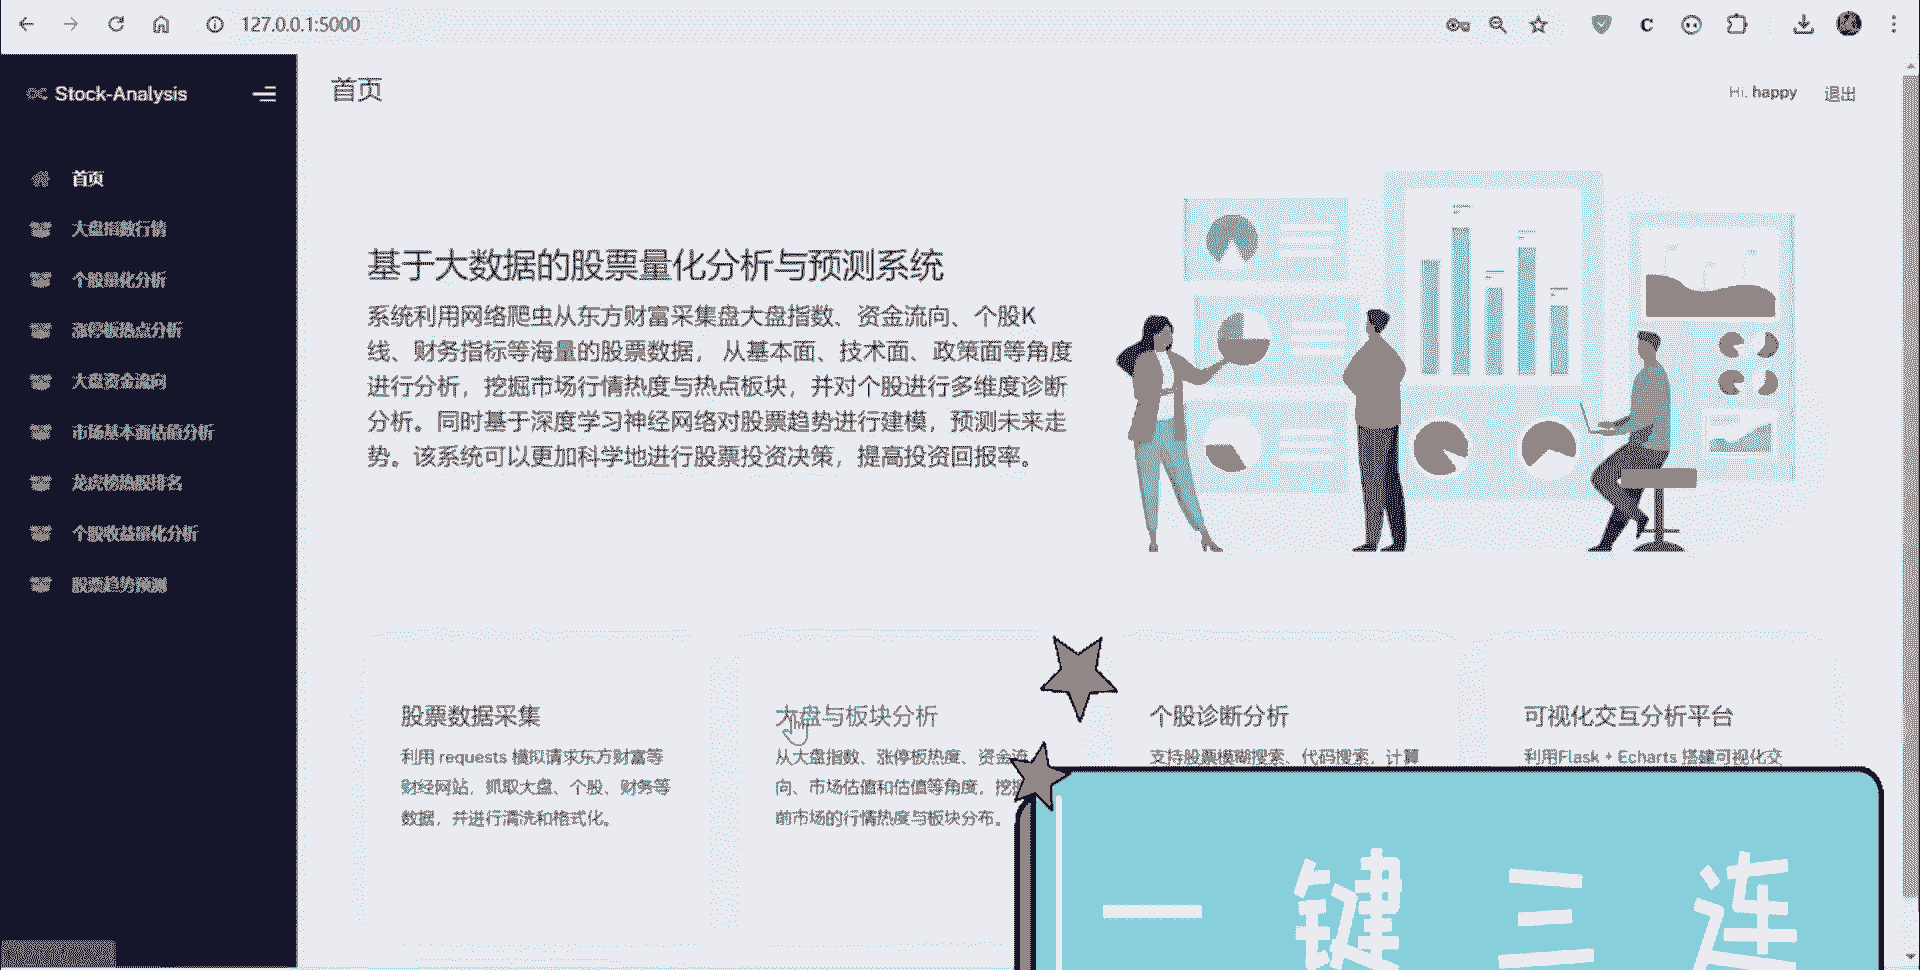 127.0.0.1:5000
Stock-Analysis
首页
Hi, happy
退出
首页
大盘指数行情
个股量化分析
涨停板热点分析
大盘资金流向
市场基本面估值分析
龙虎榜热股排名
个股收益量化分析
股票趋势预测
基于大数据的股票量化分析与预测系统
系统利用网络爬虫从东方财富采集盘大盘指数、资金流向、个股K
线、财务指标等海量的股票数据， 从基本面、技术面、政策面等角度
进行分析，挖掘市场行情热度与热点板块，并对个股进行多维度诊断
分析。同时基于深度学习神经网络对股票趋势进行建模，预测未来走
势。该系统可以更加科学地进行股票投资决策，提高投资回报率。
股票数据采集
利用 requests 模拟请求东方财富等
财经网站，抓取大盘、个股、财务等
数据，并进行清洗和格式化。
大盘与板块分析
从大盘指数、涨停板热度、资金流
向、市场估值和估值等角度，挖掘
前市场的行情热度与板块分布。
个股诊断分析
支持股票模糊搜索、代码搜索，计算
可视化交互分析平台
利用Flask + Echarts 搭建可视化交
一键三连